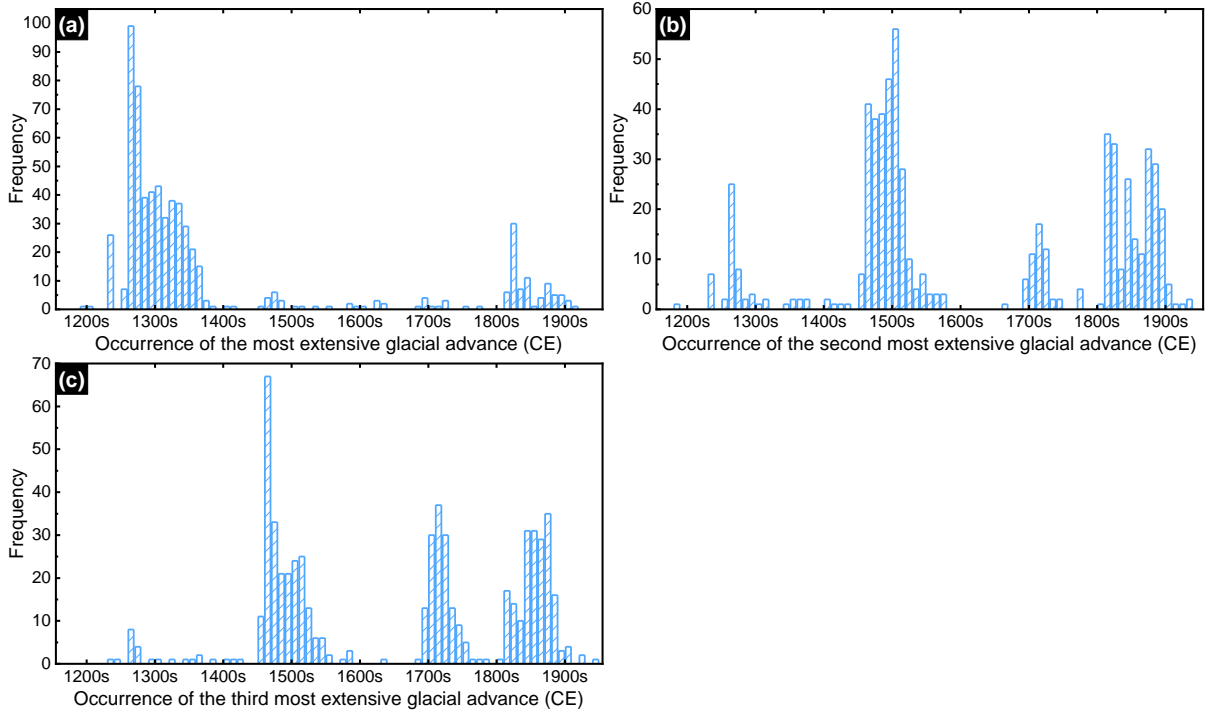 (a)
100
90
80
70
60
50
40
30
20
10
0
Frequency
1200s 1300s 1400s 1500s 1600s 1700s 1800s 1900s
Occurrence of the most extensive glacial advance (CE)
(b)
60
50
40
30
20
10
0
Frequency
1200s 1300s 1400s 1500s 1600s 1700s 1800s 1900s
Occurrence of the second most extensive glacial advance (CE)
(c)
70
60
50
40
30
20
10
0
Frequency
1200s 1300s 1400s 1500s 1600s 1700s 1800s 1900s
Occurrence of the third most extensive glacial advance (CE)